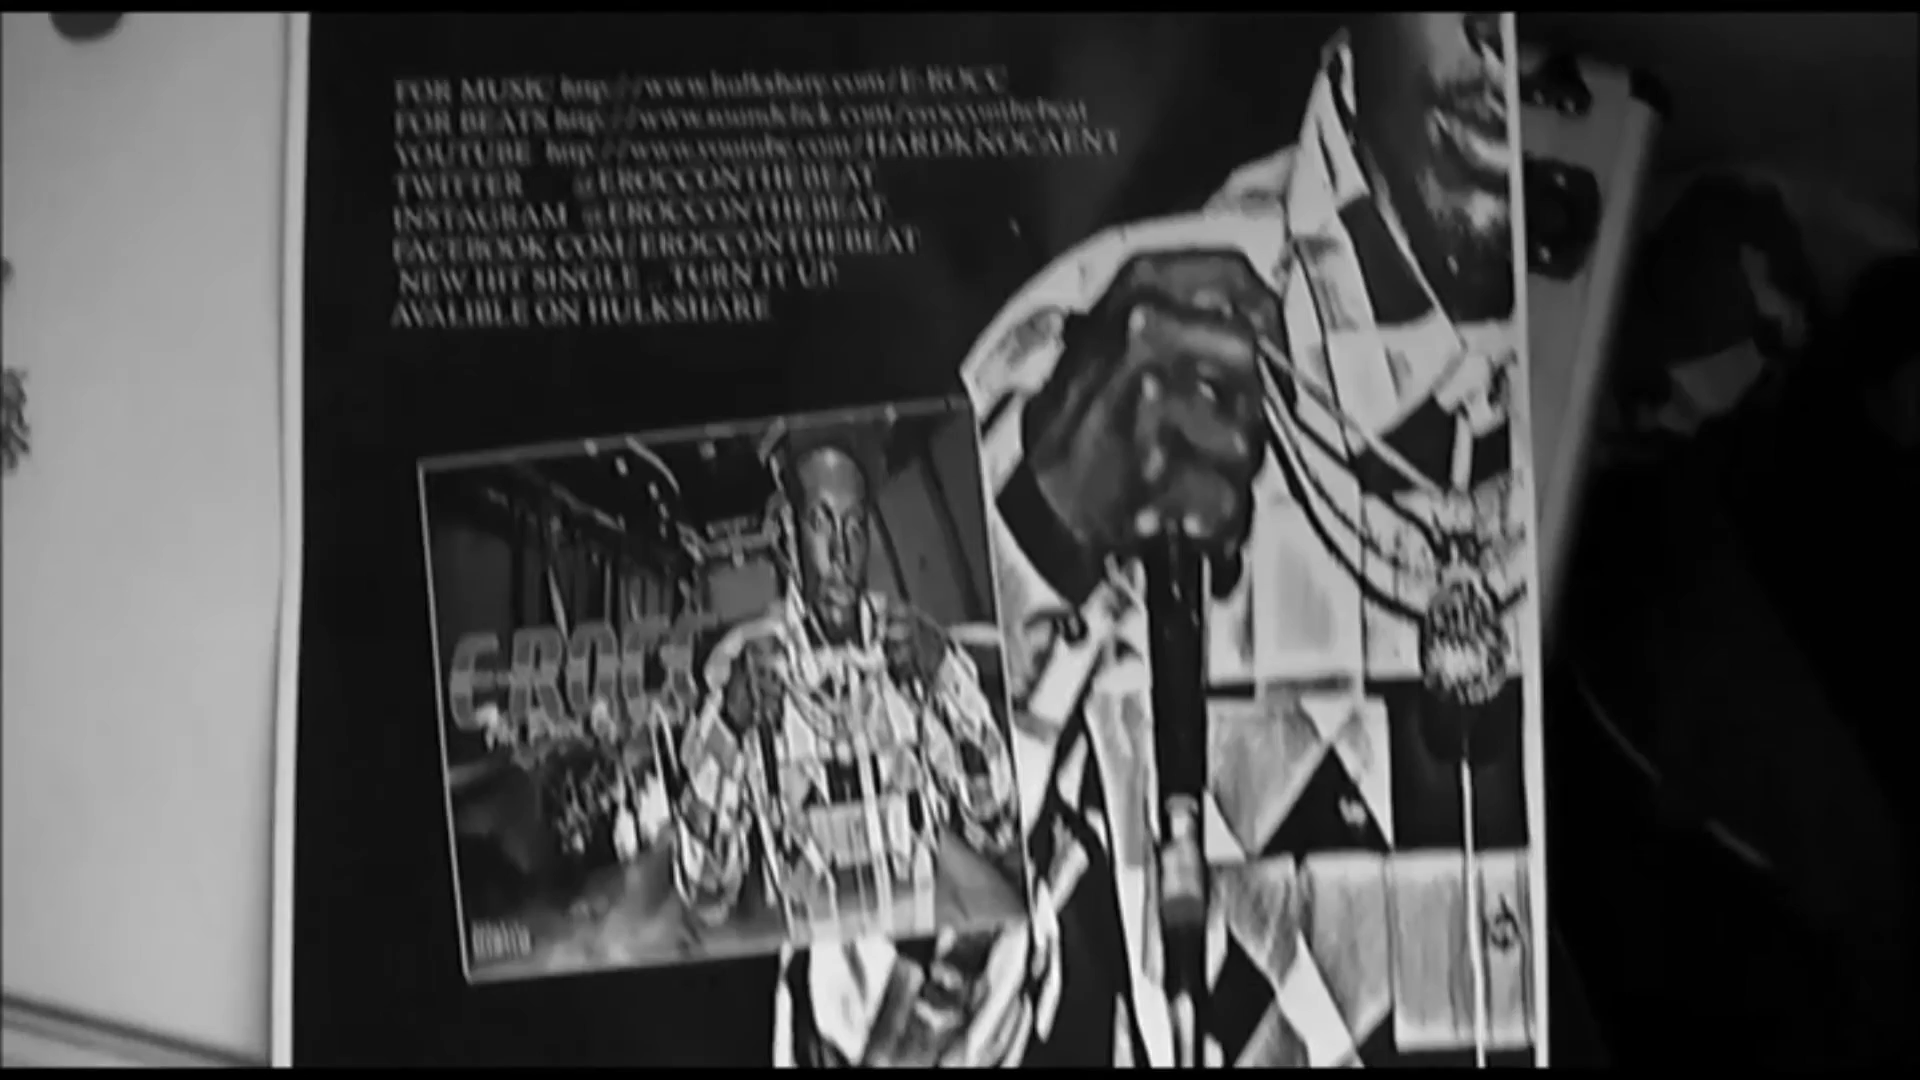 FOR MUSIC http://www.hulkshare.com/E-ROCC
FOR BEATS http://www.soundclick.com/eroccconthebeat
YOUTUBE http://www.youtube.com/HARDKNOCAENT
TWITTER @EROCCONTHEBEAT
INSTAGRAM @EROCCONTHEBEAT
FACEBOOK.COM/EROCCONTHEBEAT
NEW HIT SINGLE TURN IT UP
AVALIBLE ON HULKSHARE
E-ROCC